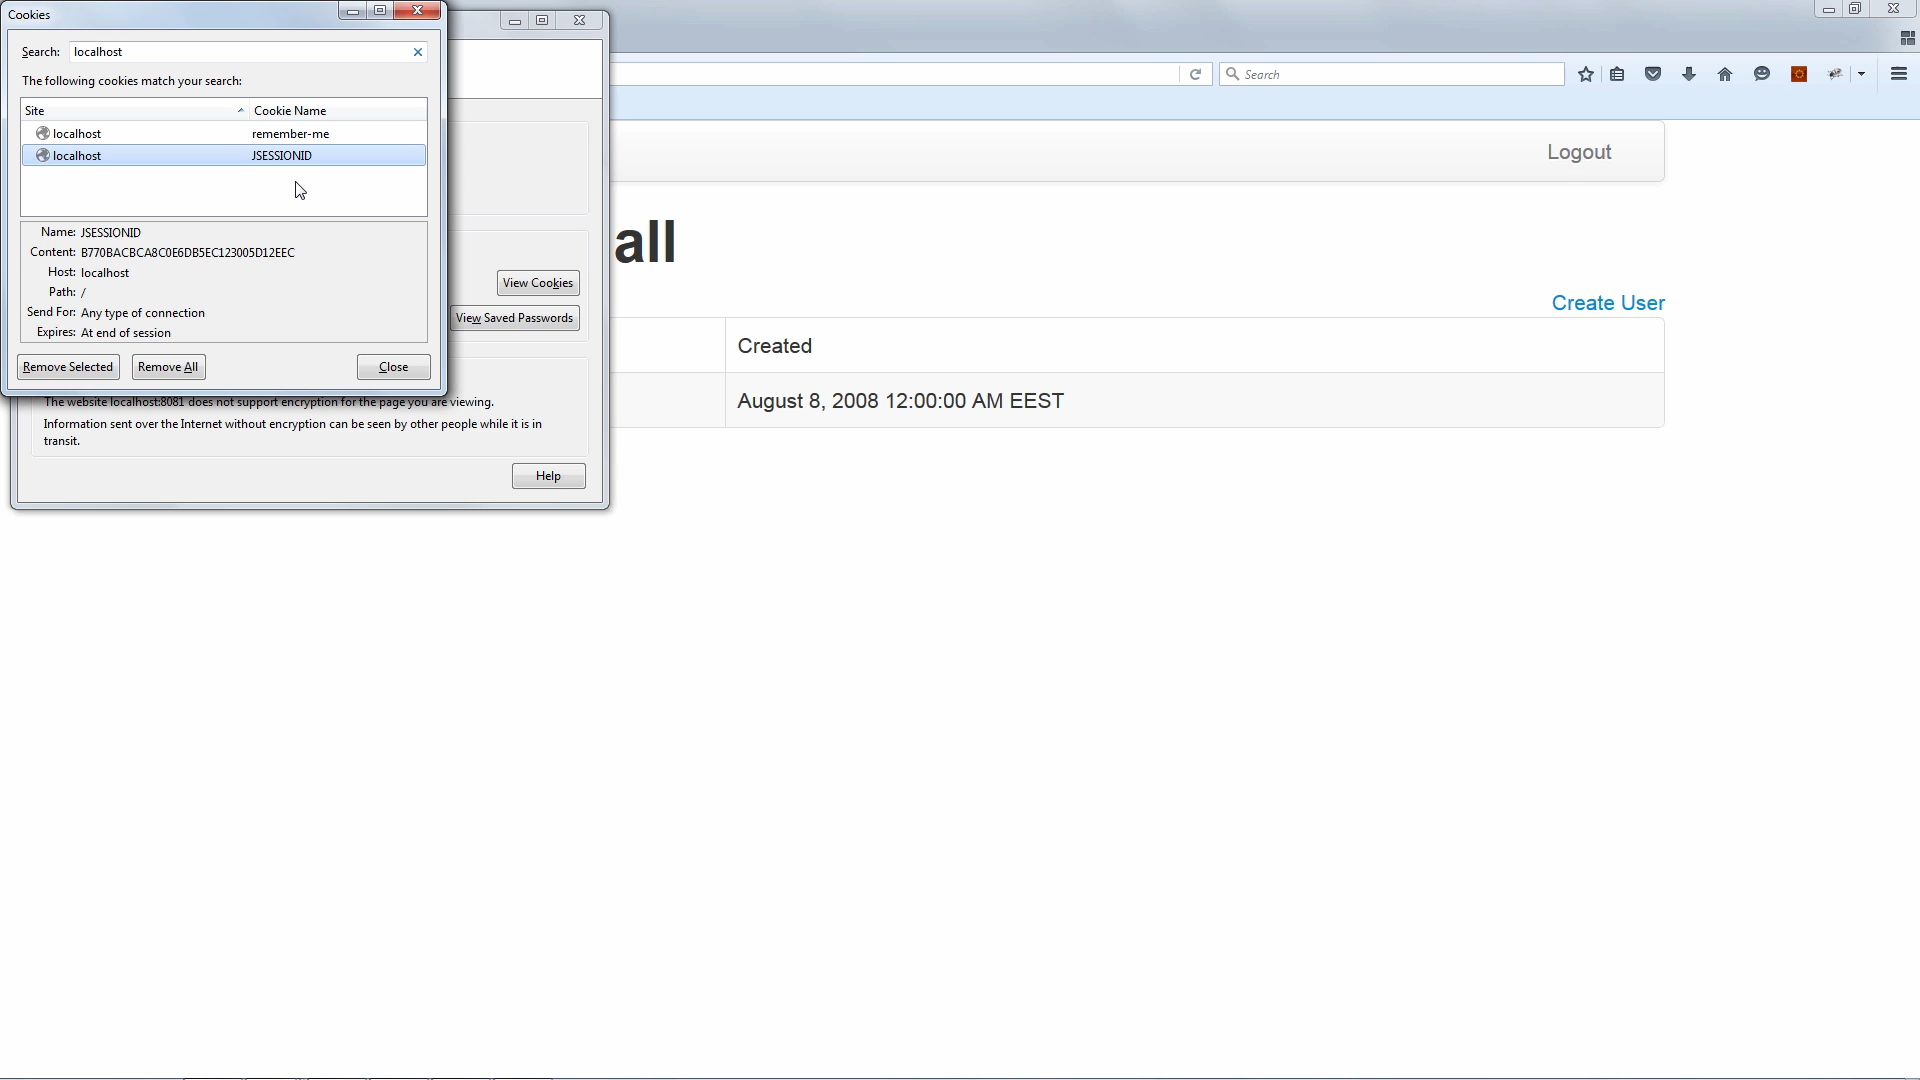 Cookies
Search: localhost
The following cookies match your search:
Site Cookie Name
localhost remember-me
localhost JSESSIONID
Name: JSESSIONID
Content: B770BACBCA8C0E6DB5EC123005D12EEC
Host: localhost
Path: /
Send For: Any type of connection
Expires: At end of session
Remove Selected Remove All Close
View Cookies
View Saved Passwords
The website localhost:8081 does not support encryption for the page you are viewing.
Information sent over the Internet without encryption can be seen by other people while it is in
transit.
Help
Search
Logout
all
Create User
Created
August 8, 2008 12:00:00 AM EEST